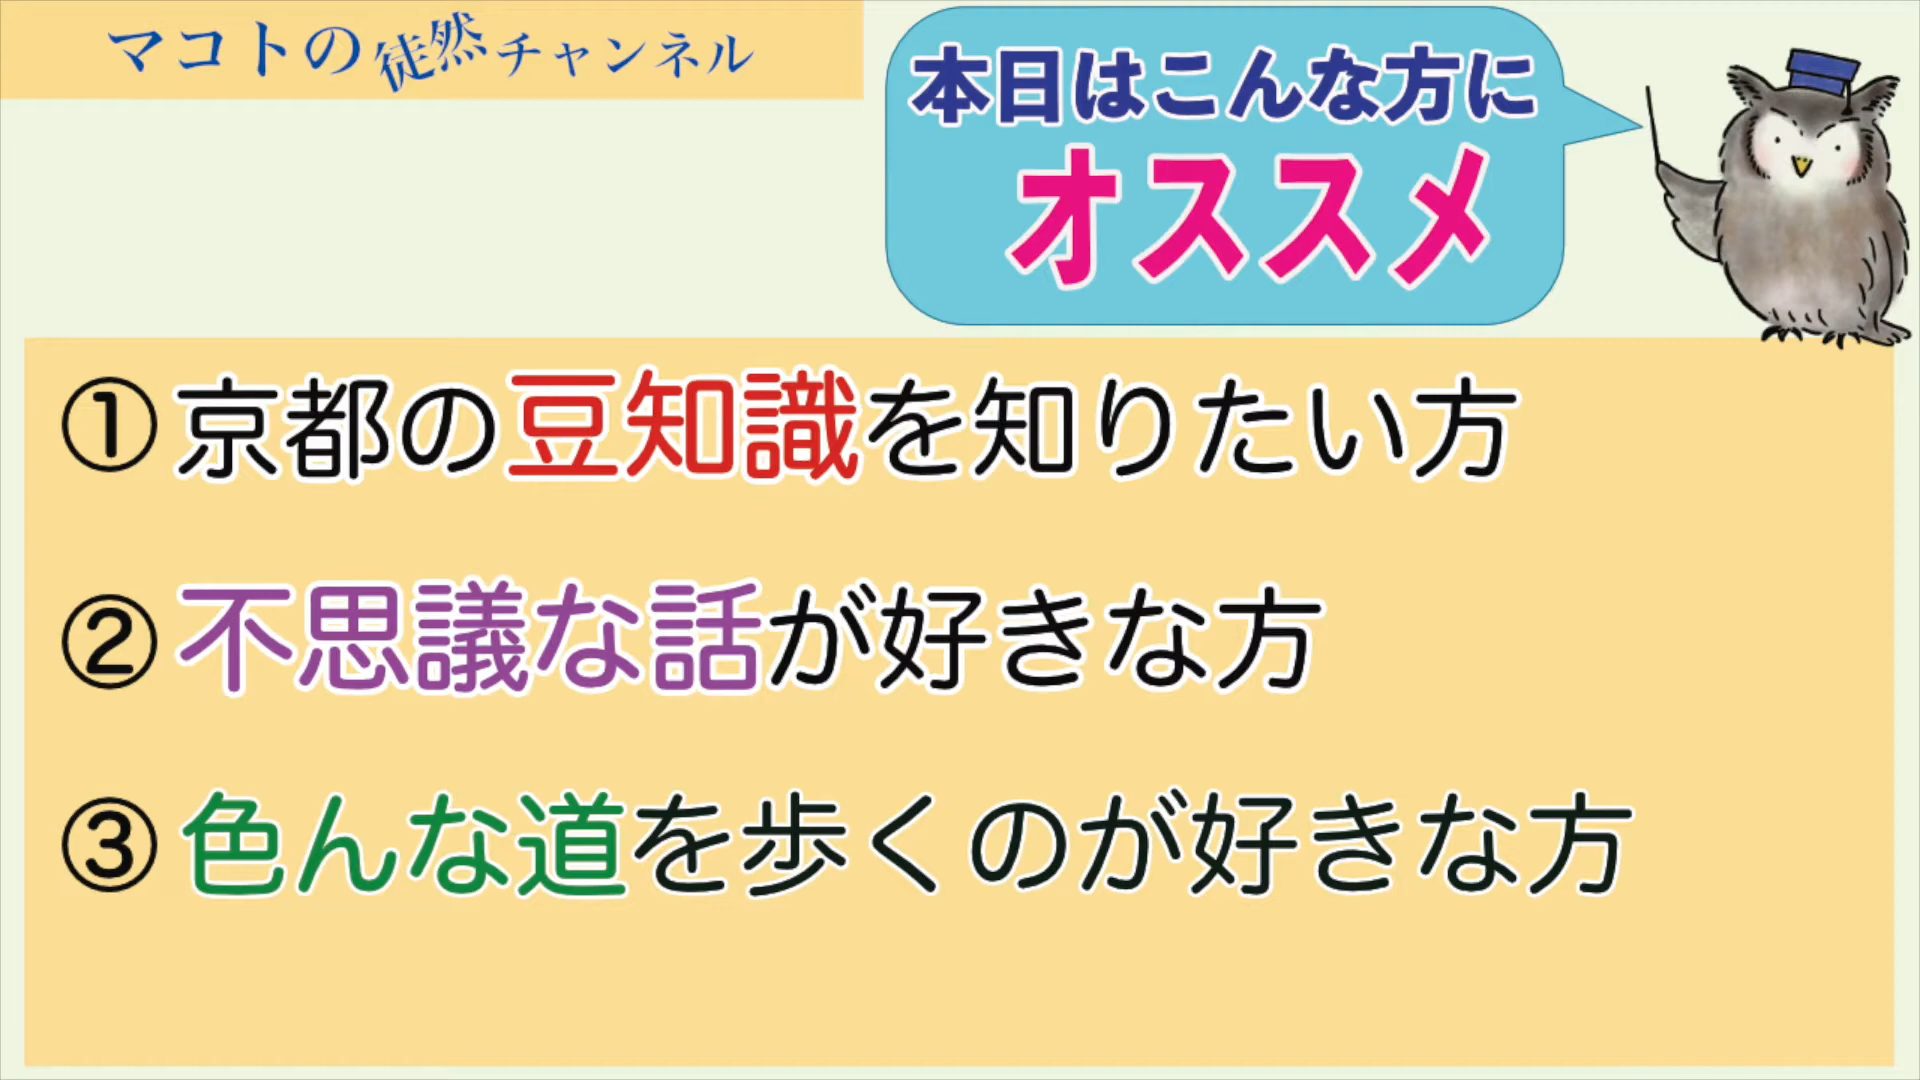 マコトの徒然チャンネル
本日はこんな方に
オススメ
①京都の豆知識を知りたい方
②不思議な話が好きな方
③色んな道を歩くのが好きな方